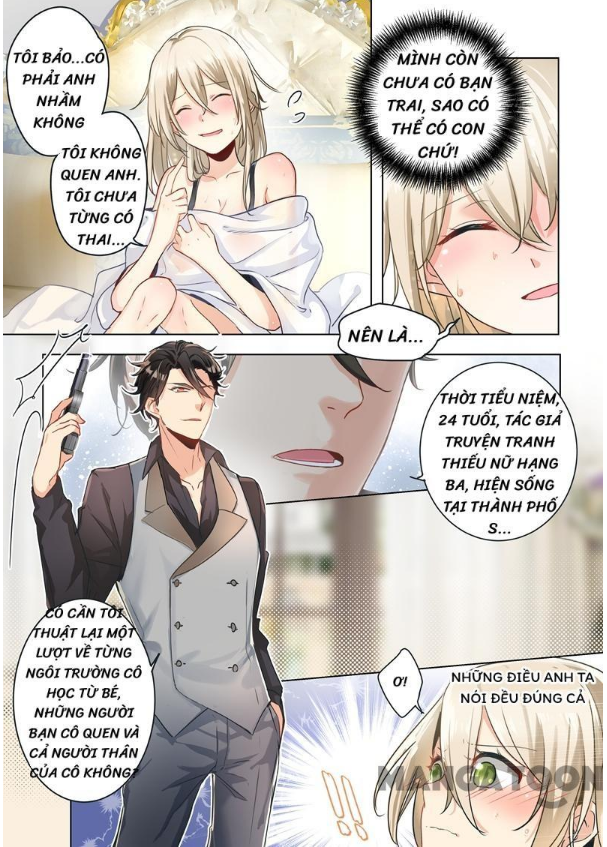 TÔI BẢO...CÓ
PHẢI ANH
NHẦM
KHÔNG
TÔI KHÔNG
QUEN ANH.
TÔI CHƯA
TỪNG CÓ
THAI...
MÌNH CÒN
CHƯA CÓ BẠN
TRAI, SAO CÓ
THỂ CÓ CON
CHỨ!
NÊN LÀ...
THỜI TIỂU NIỆM,
24 TUỔI, TÁC GIẢ
TRUYỆN TRANH
THIẾU NỮ HẠNG
BA, HIỆN SỐNG
TẠI THÀNH PHỐ
S...
CÓ CẦN TÔI
THUẬT LẠI MỘT
LƯỢT VỀ TỪNG
NGÔI TRƯỜNG CÔ
HỌC TỪ BÉ,
NHỮNG NGƯỜI
BẠN CÔ QUEN VÀ
CẢ NGƯỜI THÂN
CỦA CÔ KHÔNG?
Ơ!
NHỮNG ĐIỀU ANH TA
NÓI ĐỀU ĐÚNG CẢ
!!
MANGATOON